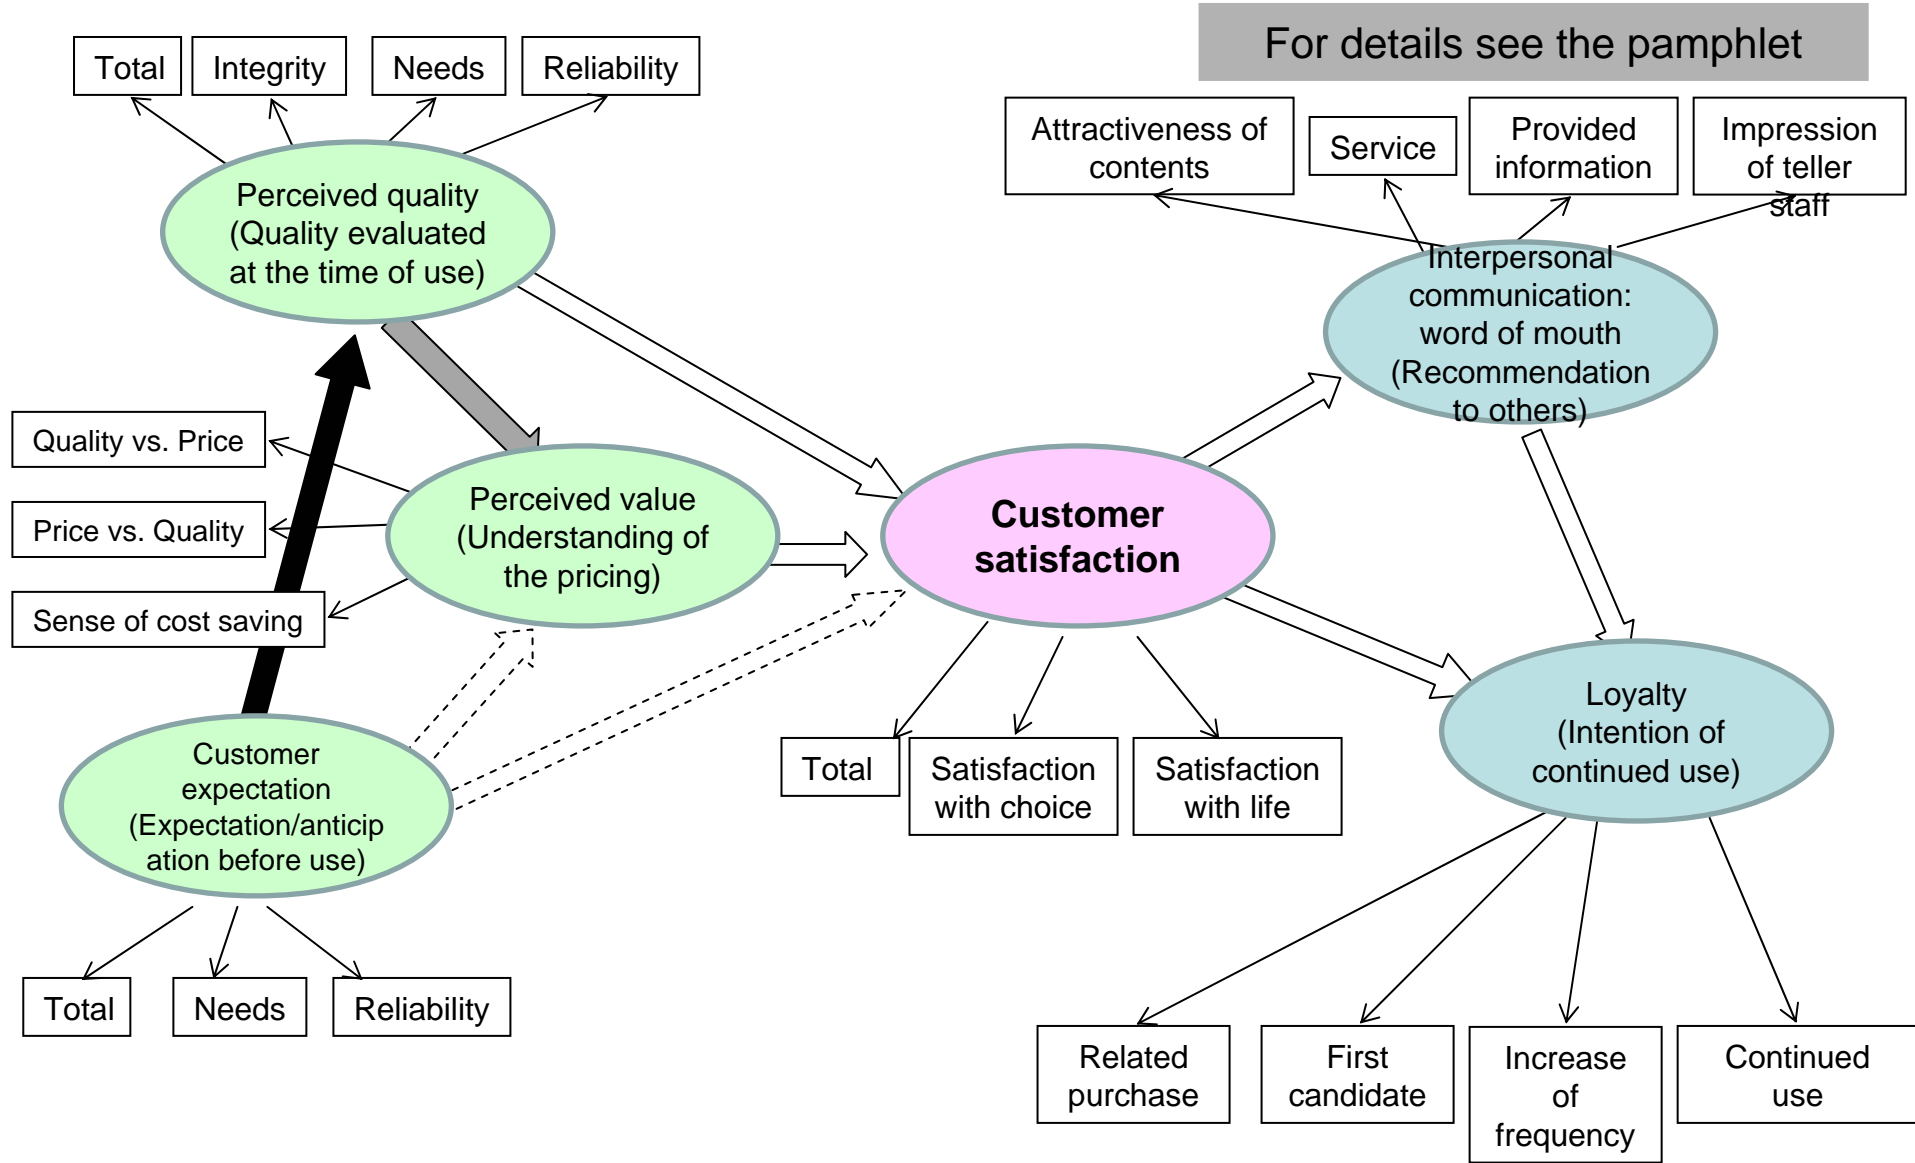 For details see the pamphlet
Total
Integrity
Needs
Reliability
Attractiveness of
contents
Service
Provided
information
Impression
of teller
staff
Perceived quality
(Quality evaluated
at the time of use)
Interpersonal
communication:
word of mouth
(Recommendation
to others)
Quality vs. Price
Price vs. Quality
Sense of cost saving
Perceived value
(Understanding of
the pricing)
Customer
satisfaction
Customer
expectation
(Expectation/anticip
ation before use)
Total
Satisfaction
with choice
Satisfaction
with life
Loyalty
(Intention of
continued use)
Total
Needs
Reliability
Related
purchase
First
candidate
Increase
of
frequency
Continued
use